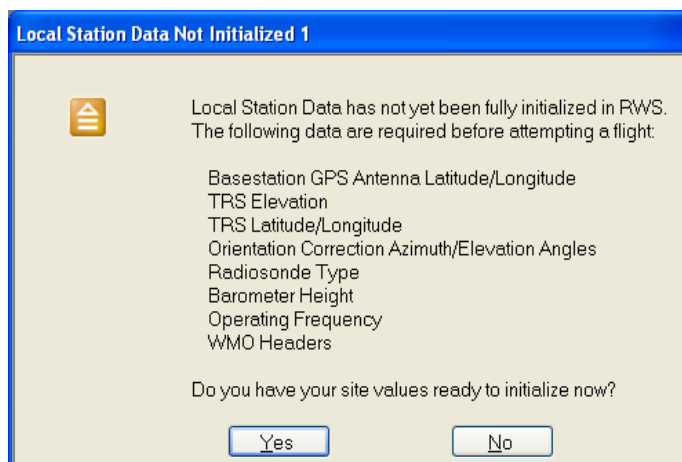 Local Station Data Not Initialized 1
Local Station Data has not yet been fully initialized in RWS.
The following data are required before attempting a flight:
Basestation GPS Antenna Latitude/Longitude
TRS Elevation
TRS Latitude/Longitude
Orientation Correction Azimuth/Elevation Angles
Radiosonde Type
Barometer Height
Operating Frequency
WMO Headers
Do you have your site values ready to initialize now?
Yes No